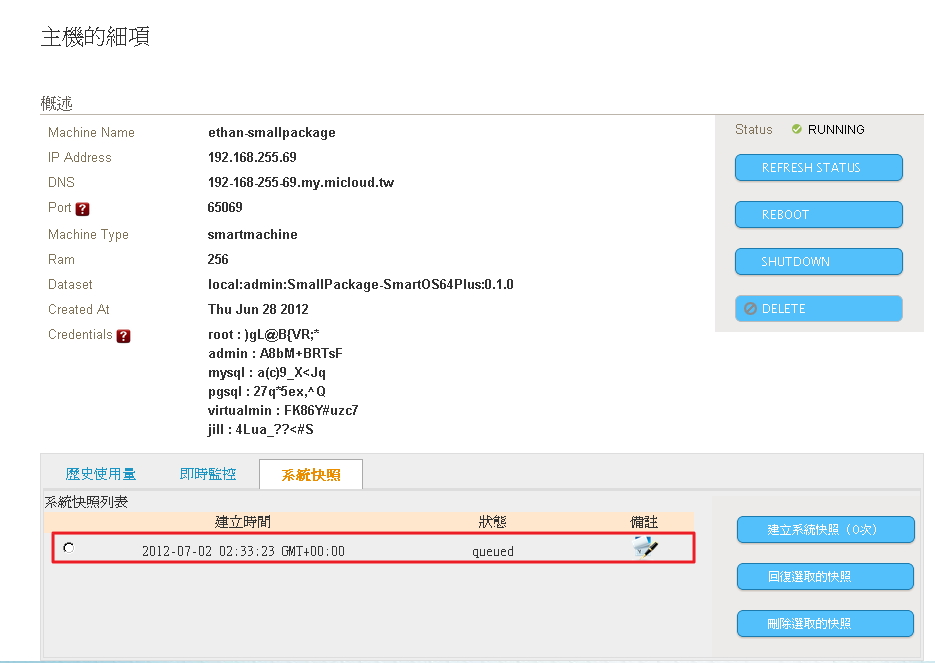 主機的細項
概述
Machine Name ethan-smallpackage
IP Address 192.168.255.69
DNS 192-168-255-69.my.micloud.tw
Port ? 65069
Machine Type smartmachine
Ram 256
Dataset local:admin:SmallPackage-SmartOS64Plus:0.1.0
Created At Thu Jun 28 2012
Credentials ? root : )gL@B{VR;*
admin : A8bM+BRTsF
mysql : a(c)9_X<Jq
pgsql : 27q*5ex,^Q
virtualmin : FK86Y#uzc7
jill : 4Lua_??<#S
Status RUNNING
REFRESH STATUS
REBOOT
SHUTDOWN
DELETE
歷史使用量 即時監控 系統快照
系統快照列表
建立時間 狀態 備註
2012-07-02 02:33:23 GMT+00:00 queued
建立系統快照（0次）
回復選取的快照
刪除選取的快照